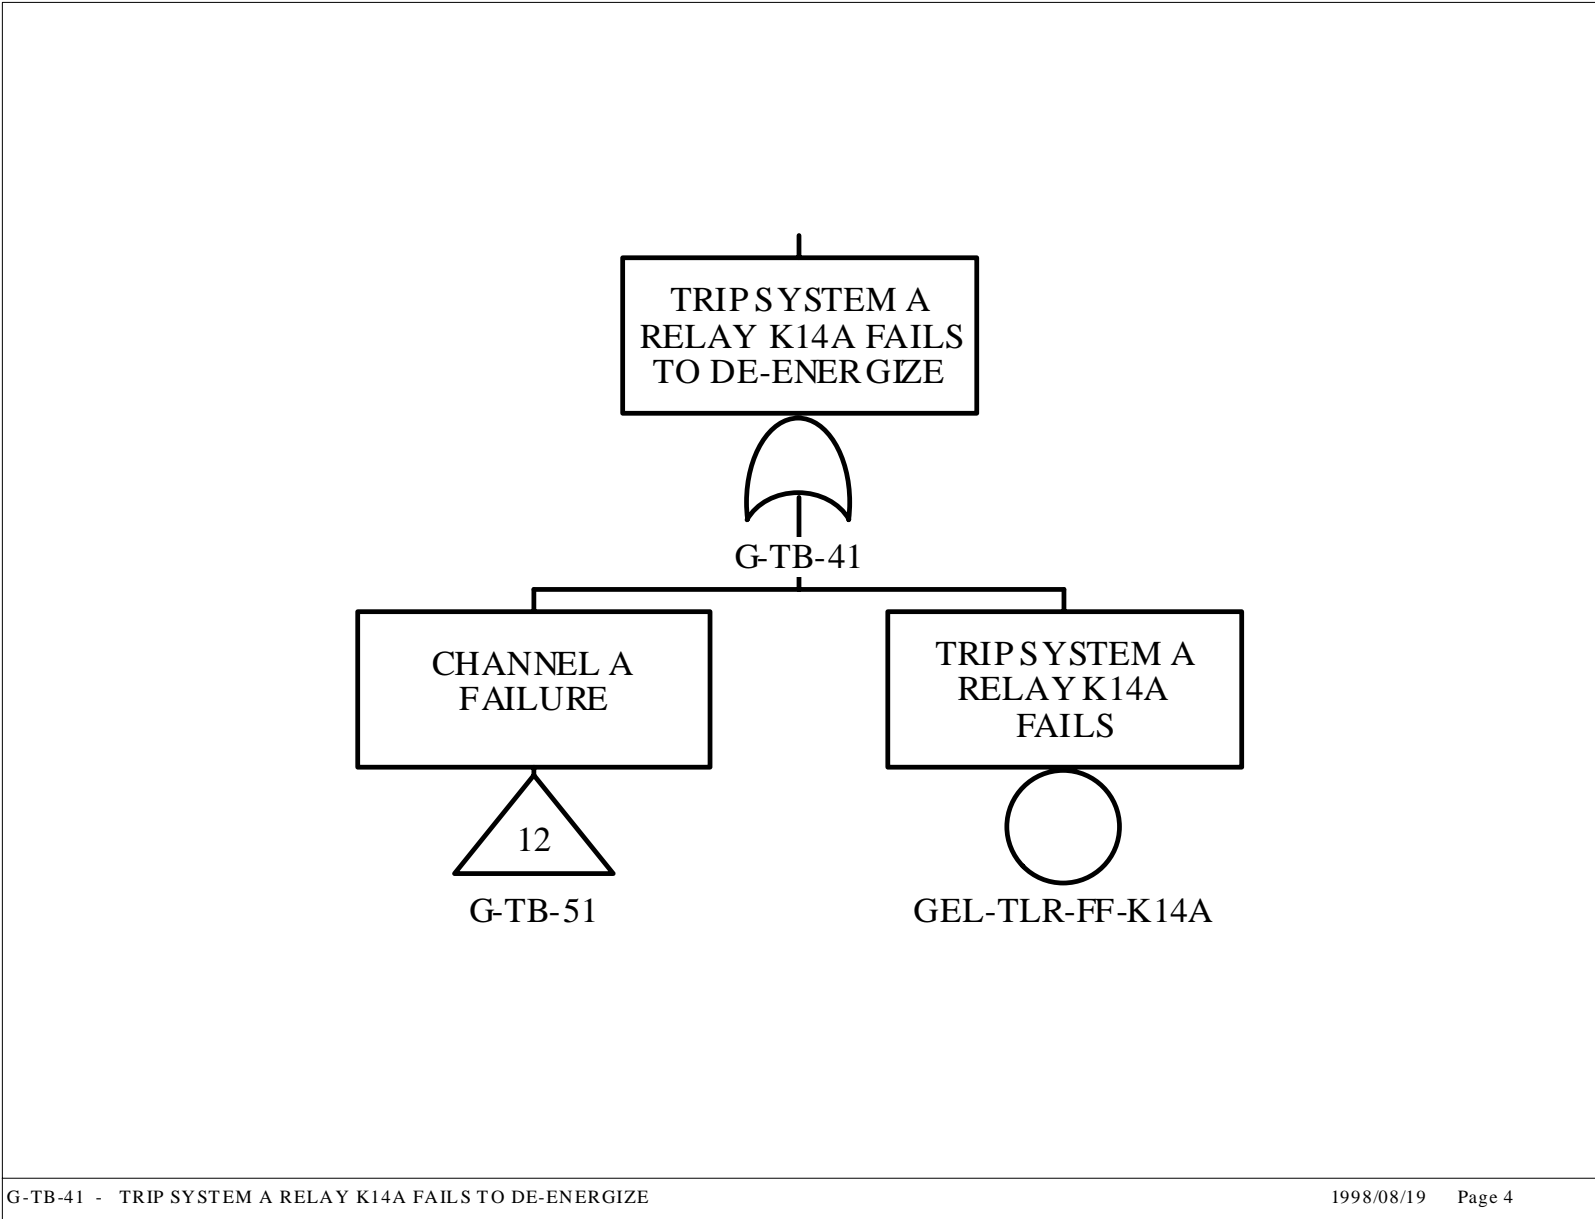 TRIP SYSTEM A
RELAY K14A FAILS
TO DE-ENERGIZE
G-TB-41
CHANNEL A
FAILURE
TRIP SYSTEM A
RELAY K14A
FAILS
12
G-TB-51
GEL-TLR-FF-K14A
G-TB-41 - TRIP SYSTEM A RELAY K14A FAILS TO DE-ENERGIZE
1998/08/19 Page 4